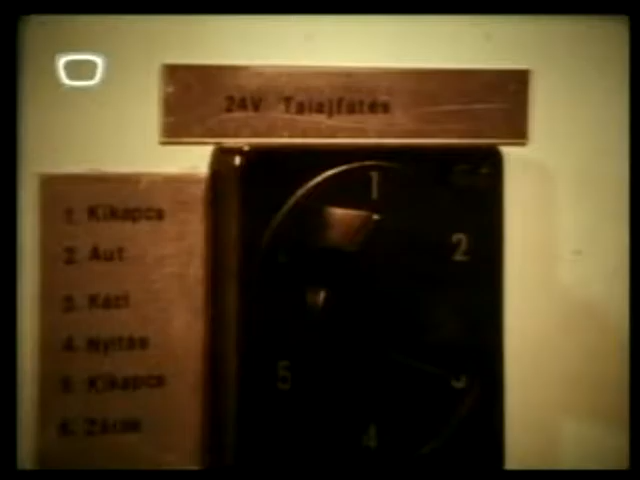 24V Talajfűtés
1. Kikapcs
2. Aut
3. Kézi
4. Nyitás
5. Kikapcs
6. Zárás
1
2
3
4
5